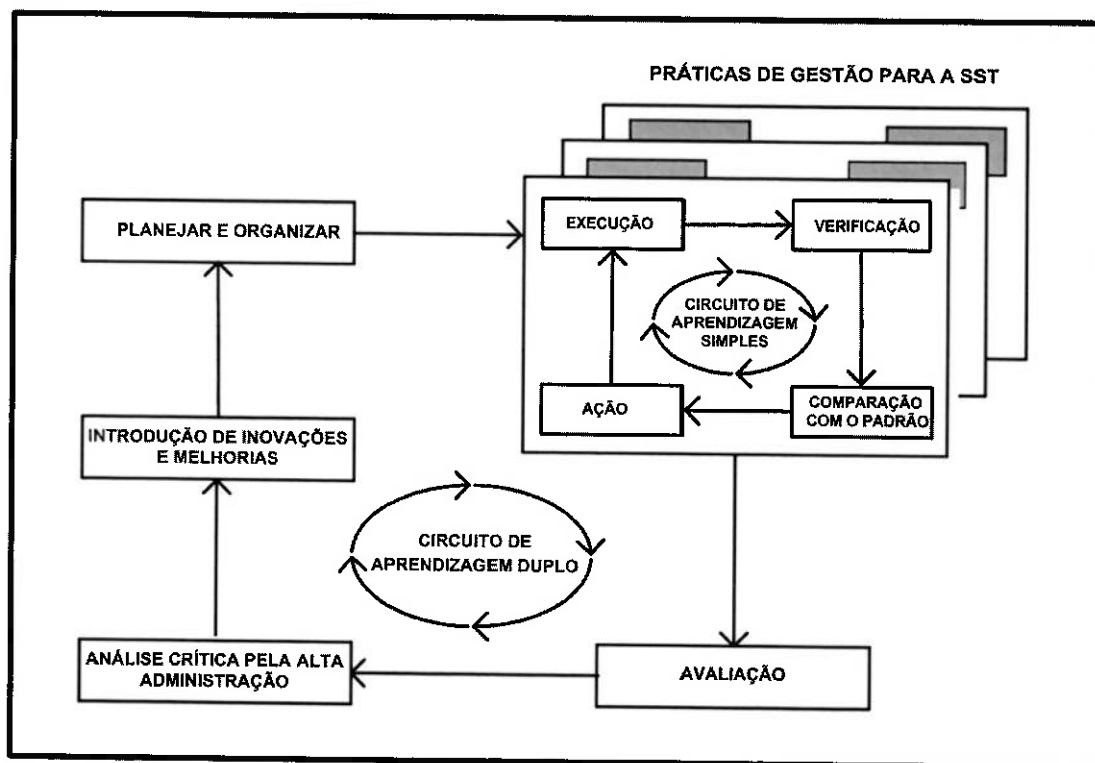 PRÁTICAS DE GESTÃO PARA A SST
PLANEJAR E ORGANIZAR
EXECUÇÃO
VERIFICAÇÃO
CIRCUITO DE
APRENDIZAGEM
SIMPLES
AÇÃO
COMPARAÇÃO
COM O PADRÃO
INTRODUÇÃO DE INOVAÇÕES
E MELHORIAS
CIRCUITO DE
APRENDIZAGEM DUPLO
ANÁLISE CRÍTICA PELA ALTA
ADMINISTRAÇÃO
AVALIAÇÃO